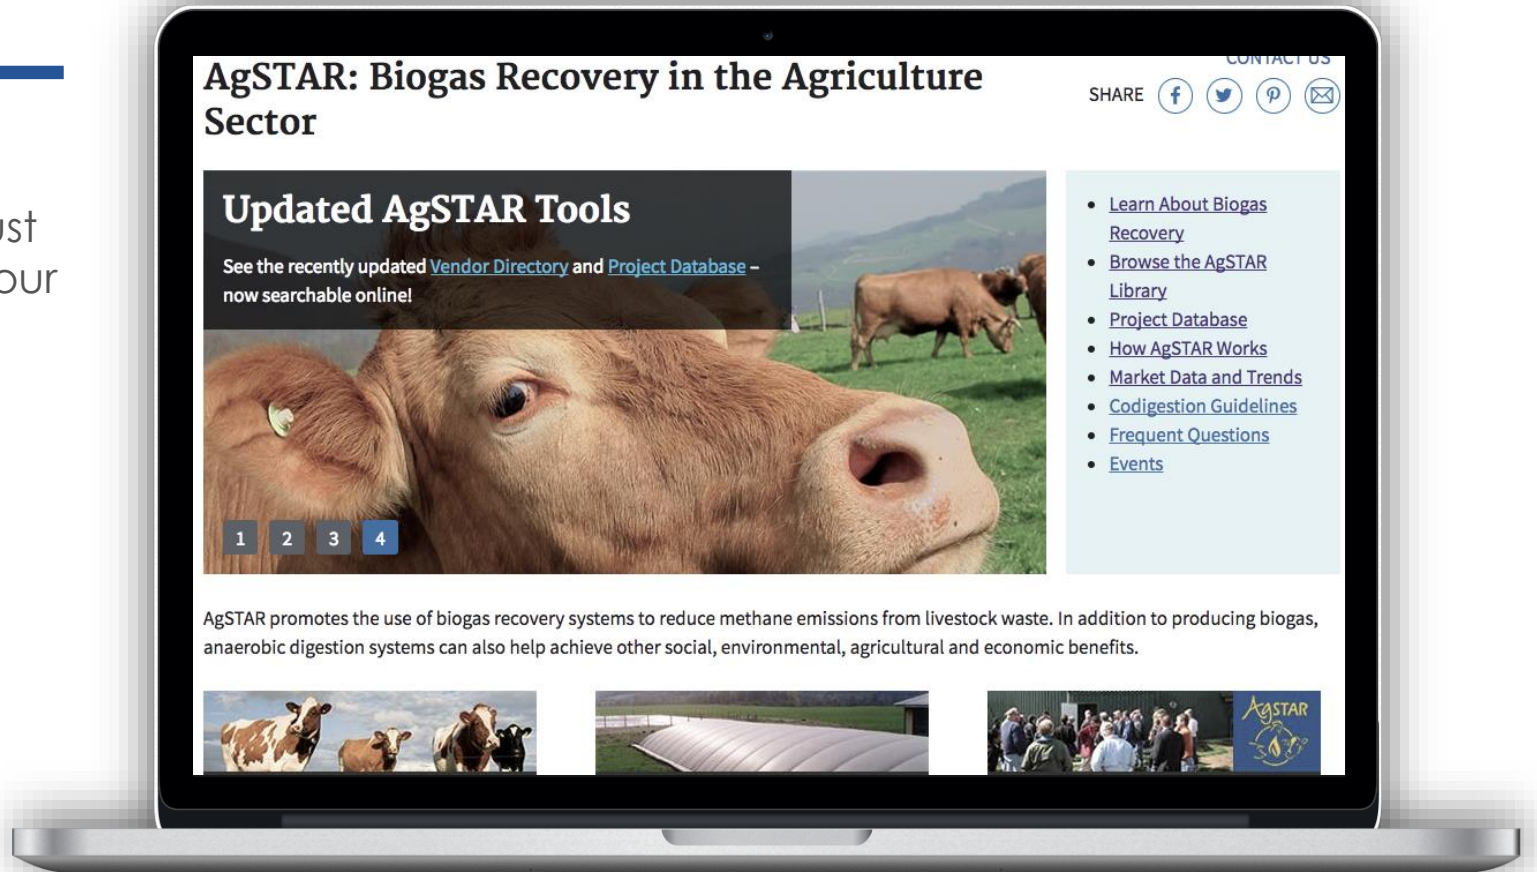 ust
our
AgSTAR: Biogas Recovery in the Agriculture
Sector
CONTACT US
SHARE
Updated AgSTAR Tools
See the recently updated Vendor Directory and Project Database –
now searchable online!
1 2 3 4
Learn About Biogas
Recovery
Browse the AgSTAR
Library
Project Database
How AgSTAR Works
Market Data and Trends
Codigestion Guidelines
Frequent Questions
Events
AgSTAR promotes the use of biogas recovery systems to reduce methane emissions from livestock waste. In addition to producing biogas,
anaerobic digestion systems can also help achieve other social, environmental, agricultural and economic benefits.
AgSTAR